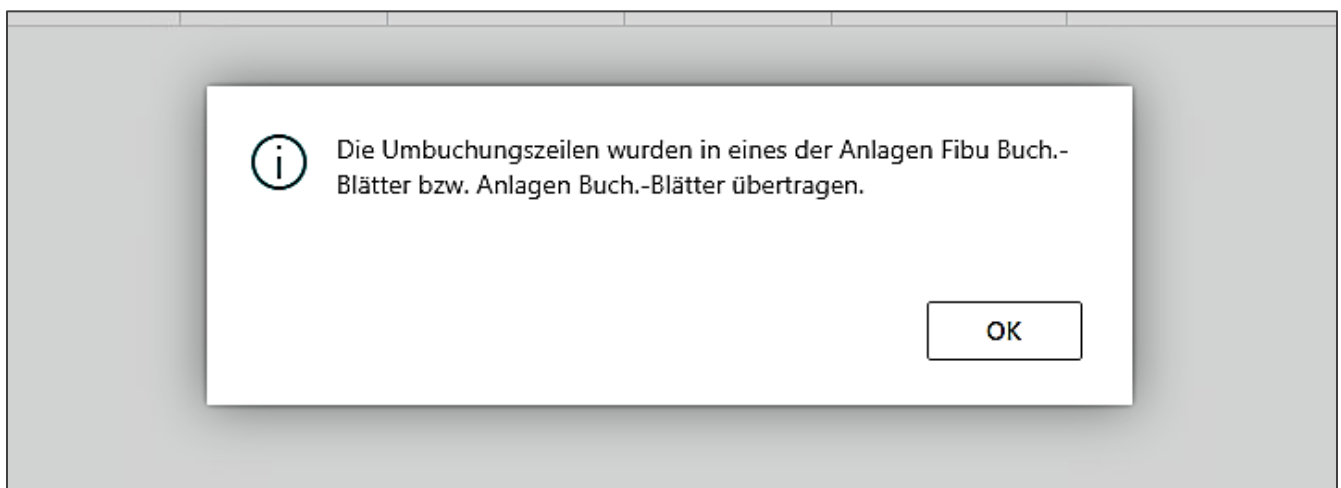 Die Umbuchungszeilen wurden in eines der Anlagen Fibu Buch.-
Blätter bzw. Anlagen Buch.-Blätter übertragen.
OK